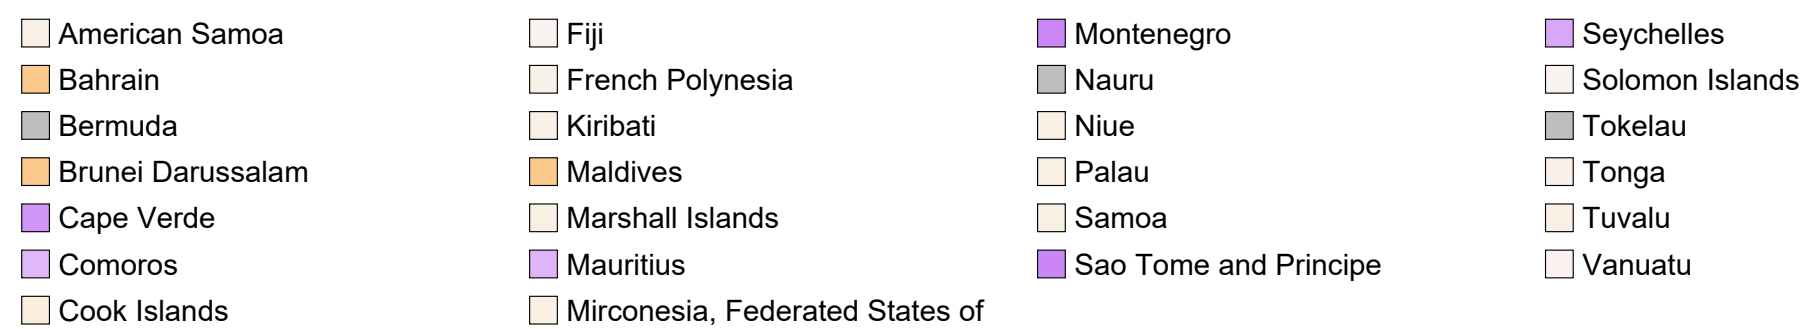 American Samoa
Bahrain
Bermuda
Brunei Darussalam
Cape Verde
Comoros
Cook Islands
Fiji
French Polynesia
Kiribati
Maldives
Marshall Islands
Mauritius
Mirconesia, Federated States of
Montenegro
Nauru
Niue
Palau
Samoa
Sao Tome and Principe
Seychelles
Solomon Islands
Tokelau
Tonga
Tuvalu
Vanuatu